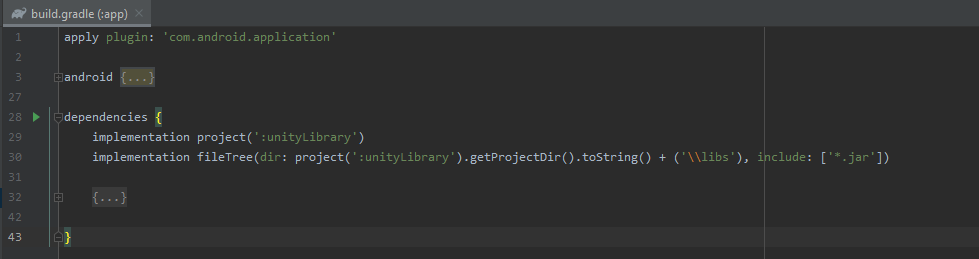 build.gradle (:app)
1 apply plugin: 'com.android.application'
2
3 android {...}
27
28 dependencies {
29 implementation project(':unityLibrary')
30 implementation fileTree(dir: project(':unityLibrary').getProjectDir().toString() + ('\\libs'), include: ['*.jar'])
31
32 {...}
42
43 }